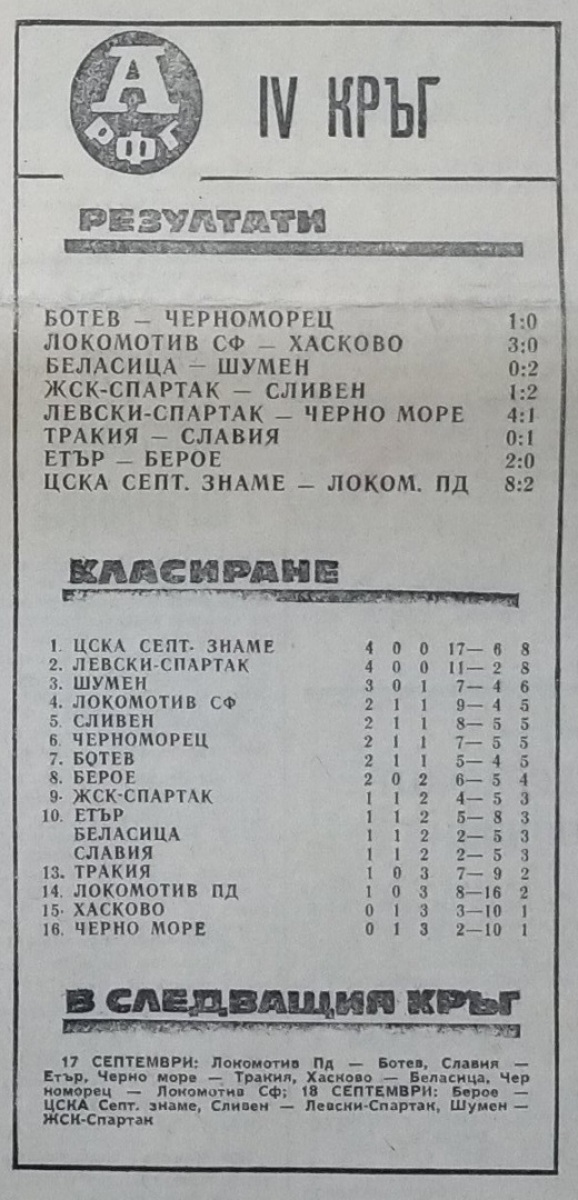 А
РФГ
IV КРЪГ
РЕЗУЛТАТИ
БОТЕВ — ЧЕРНОМОРЕЦ 1:0
ЛОКОМОТИВ СФ — ХАСКОВО 3:0
БЕЛАСИЦА — ШУМЕН 0:2
ЖСК-СПАРТАК — СЛИВЕН 1:2
ЛЕВСКИ-СПАРТАК — ЧЕРНО МОРЕ 4:1
ТРАКИЯ — СЛАВИЯ 0:1
ЕТЪР — БЕРОЕ 2:0
ЦСКА СЕПТ. ЗНАМЕ — ЛОКОМ. ПД 8:2
КЛАСИРАНЕ
1. ЦСКА СЕПТ. ЗНАМЕ 4 0 0 17— 6 8
2. ЛЕВСКИ-СПАРТАК 4 0 0 11— 2 8
3. ШУМЕН 3 0 1 7— 4 6
4. ЛОКОМОТИВ СФ 2 1 1 9— 4 5
5. СЛИВЕН 2 1 1 8— 5 5
6. ЧЕРНОМОРЕЦ 2 1 1 7— 5 5
7. БОТЕВ 2 1 1 5— 4 5
8. БЕРОЕ 2 0 2 6— 5 4
9. ЖСК-СПАРТАК 1 1 2 4— 5 3
10. ЕТЪР 1 1 2 5— 8 3
БЕЛАСИЦА 1 1 2 2— 5 3
СЛАВИЯ 1 1 2 2— 5 3
13. ТРАКИЯ 1 0 3 7— 9 2
14. ЛОКОМОТИВ ПД 1 0 3 8—16 2
15. ХАСКОВО 0 1 3 3—10 1
16. ЧЕРНО МОРЕ 0 1 3 2—10 1
В СЛЕДВАЩИЯ КРЪГ
17 СЕПТЕМВРИ: Локомотив Пд — Ботев, Славия —
Етър, Черно море — Тракия, Хасково — Беласица, Чер
номорец — Локомотив Сф; 18 СЕПТЕМВРИ: Берое —
ЦСКА Септ. знаме, Сливен — Левски-Спартак, Шумен —
ЖСК-Спартак